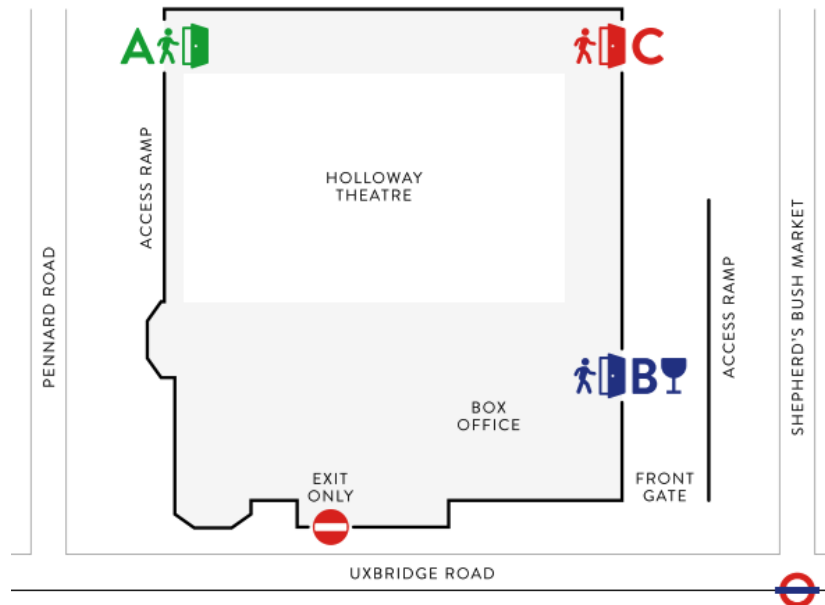 A
C
HOLLOWAY
THEATRE
ACCESS RAMP
PENNARD ROAD
ACCESS RAMP
SHEPHERD'S BUSH MARKET
B
BOX
OFFICE
EXIT
ONLY
FRONT
GATE
UXBRIDGE ROAD